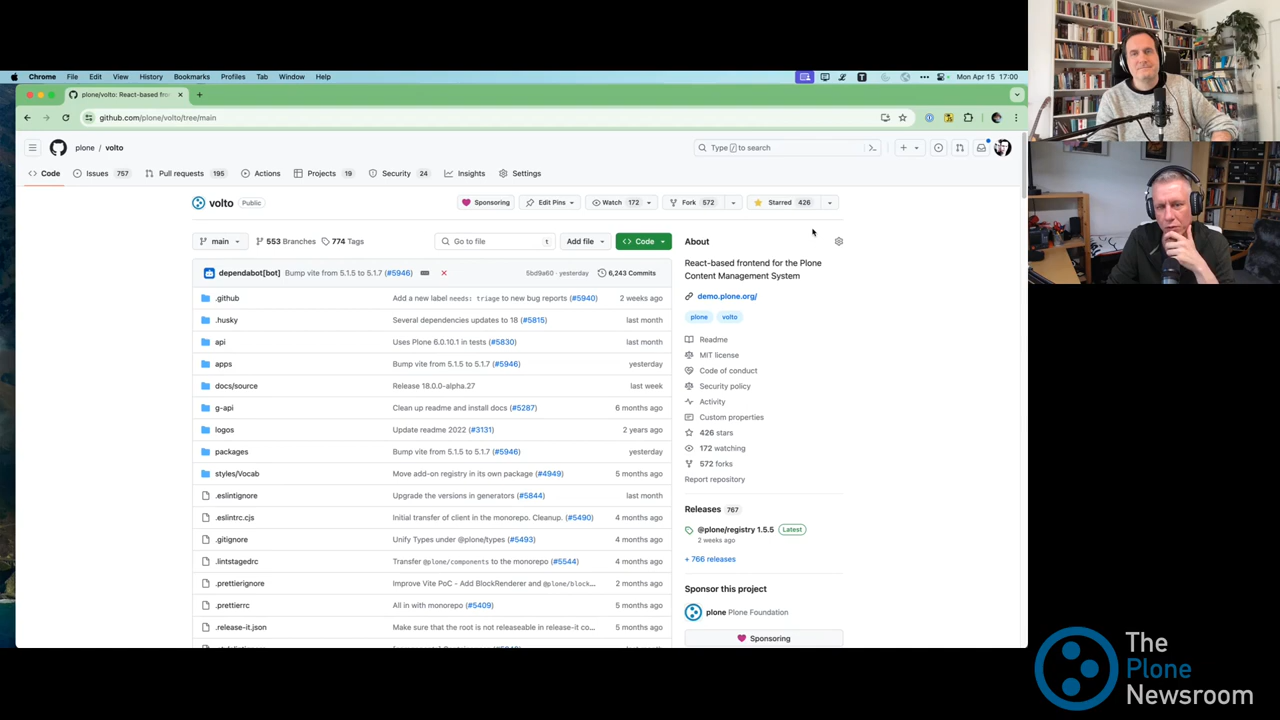 Chrome File Edit View History Bookmarks Profiles Tab Window Help
Mon Apr 15 17:00
plone/volto: React-based fron
github.com/plone/volto/tree/main
plone / volto
Type / to search
Code Issues 757 Pull requests 195 Actions Projects 19 Security 24 Insights Settings
volto Public
Sponsoring Edit Pins Watch 172 Fork 572 Starred 426
main 553 Branches 774 Tags Go to file t Add file Code
dependabot[bot] Bump vite from 5.1.5 to 5.1.7 (#5946) 5bd9a60 · yesterday 6,243 Commits
.github Add a new label needs: triage to new bug reports (#5940) 2 weeks ago
.husky Several dependencies updates to 18 (#5815) last month
api Uses Plone 6.0.10.1 in tests (#5830) last month
apps Bump vite from 5.1.5 to 5.1.7 (#5946) yesterday
docs/source Release 18.0.0-alpha.27 last week
g-api Clean up readme and install docs (#5287) 6 months ago
logos Update readme 2022 (#3131) 2 years ago
packages Bump vite from 5.1.5 to 5.1.7 (#5946) yesterday
styles/Vocab Move add-on registry in its own package (#4949) 5 months ago
.eslintignore Upgrade the versions in generators (#5844) last month
.eslintrc.cjs Initial transfer of client in the monorepo. Cleanup. (#5490) 4 months ago
.gitignore Unify Types under @plone/types (#5493) 4 months ago
.lintstagedrc Transfer @plone/components to the monorepo (#5544) 4 months ago
.prettierignore Improve Vite PoC - Add BlockRenderer and @plone/block... 2 months ago
.prettierrc All in with monorepo (#5409) 5 months ago
.release-it.json Make sure that the root is not releaseable in release-it co... 5 months ago
About
React-based frontend for the Plone
Content Management System
demo.plone.org/
plone volto
Readme
MIT license
Code of conduct
Security policy
Activity
Custom properties
426 stars
172 watching
572 forks
Report repository
Releases 767
@plone/registry 1.5.5 Latest
2 weeks ago
+ 766 releases
Sponsor this project
plone Plone Foundation
Sponsoring
The
Plone
Newsroom